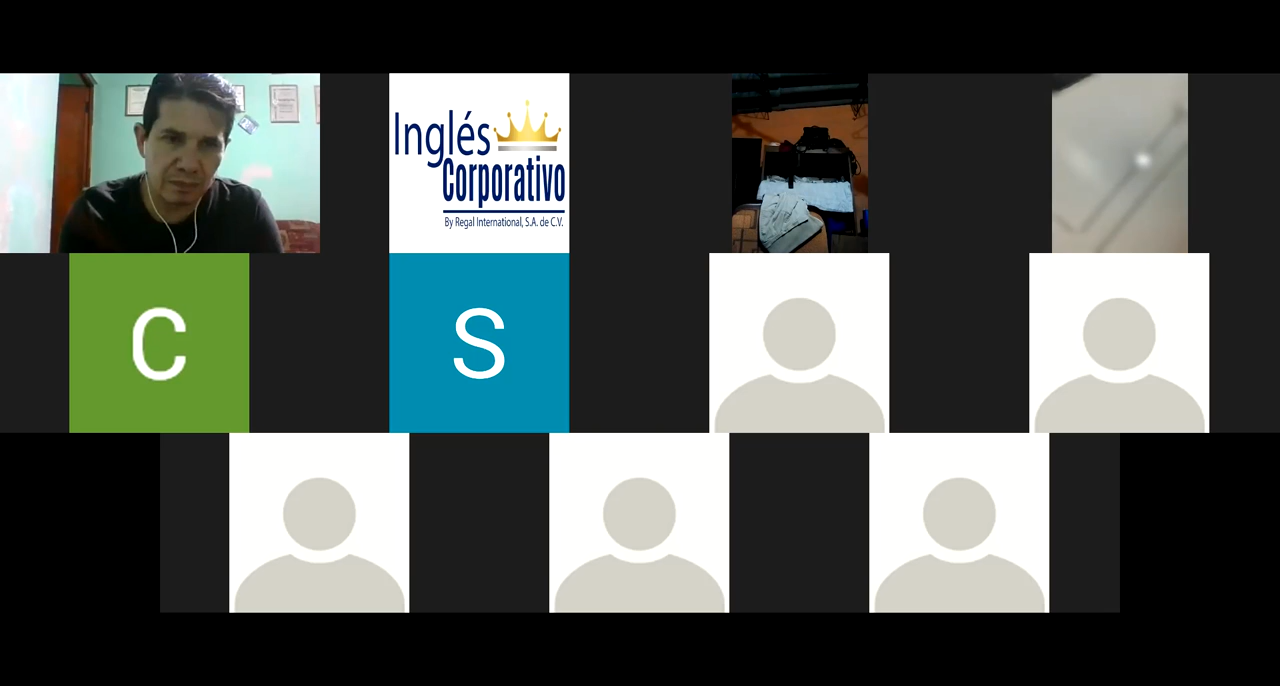 Inglés
Corporativo
By Regal International, S.A. de C.V.
C
S